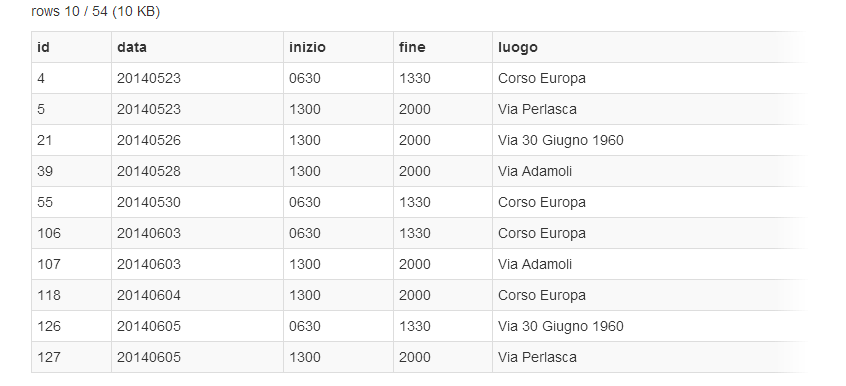 rows 10 / 54 (10 KB)
id data inizio fine luogo
4 20140523 0630 1330 Corso Europa
5 20140523 1300 2000 Via Perlasca
21 20140526 1300 2000 Via 30 Giugno 1960
39 20140528 1300 2000 Via Adamoli
55 20140530 0630 1330 Corso Europa
106 20140603 0630 1330 Corso Europa
107 20140603 1300 2000 Via Adamoli
118 20140604 1300 2000 Corso Europa
126 20140605 0630 1330 Via 30 Giugno 1960
127 20140605 1300 2000 Via Perlasca